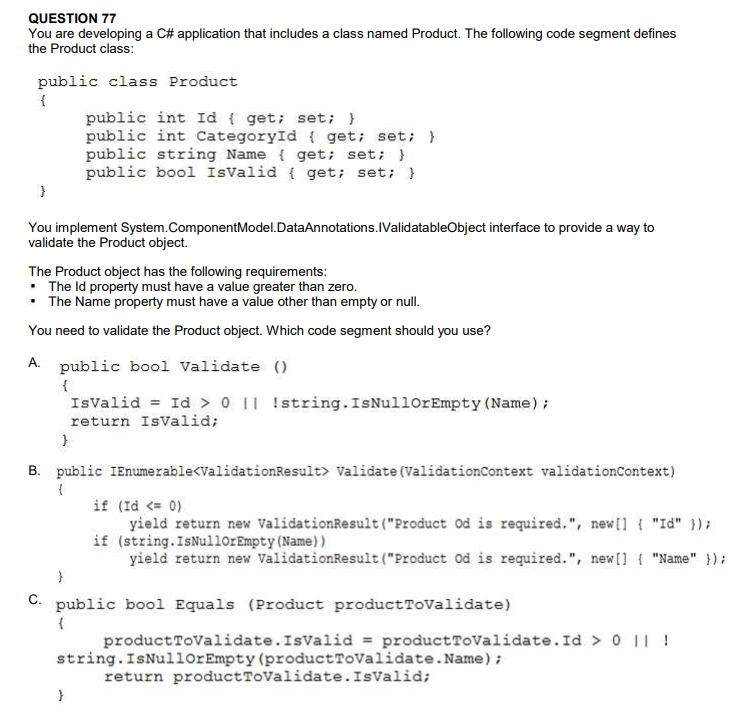 QUESTION 77
You are developing a C# application that includes a class named Product. The following code segment defines
the Product class:
public class Product
{
public int Id { get; set; }
public int CategoryId { get; set; }
public string Name { get; set; }
public bool IsValid { get; set; }
}
You implement System.ComponentModel.DataAnnotations.IValidatableObject interface to provide a way to
validate the Product object.
The Product object has the following requirements:
• The Id property must have a value greater than zero.
• The Name property must have a value other than empty or null.
You need to validate the Product object. Which code segment should you use?
A. public bool Validate ()
{
IsValid = Id > 0 || !string.IsNullOrEmpty(Name);
return IsValid;
}
B. public IEnumerable<ValidationResult> Validate(ValidationContext validationContext)
{
if (Id <= 0)
yield return new ValidationResult("Product Od is required.", new[] { "Id" });
if (string.IsNullOrEmpty(Name))
yield return new ValidationResult("Product Od is required.", new[] { "Name" });
}
C. public bool Equals (Product productToValidate)
{
productToValidate.IsValid = productToValidate.Id > 0 || !
string.IsNullOrEmpty(productToValidate.Name);
return productToValidate.IsValid;
}